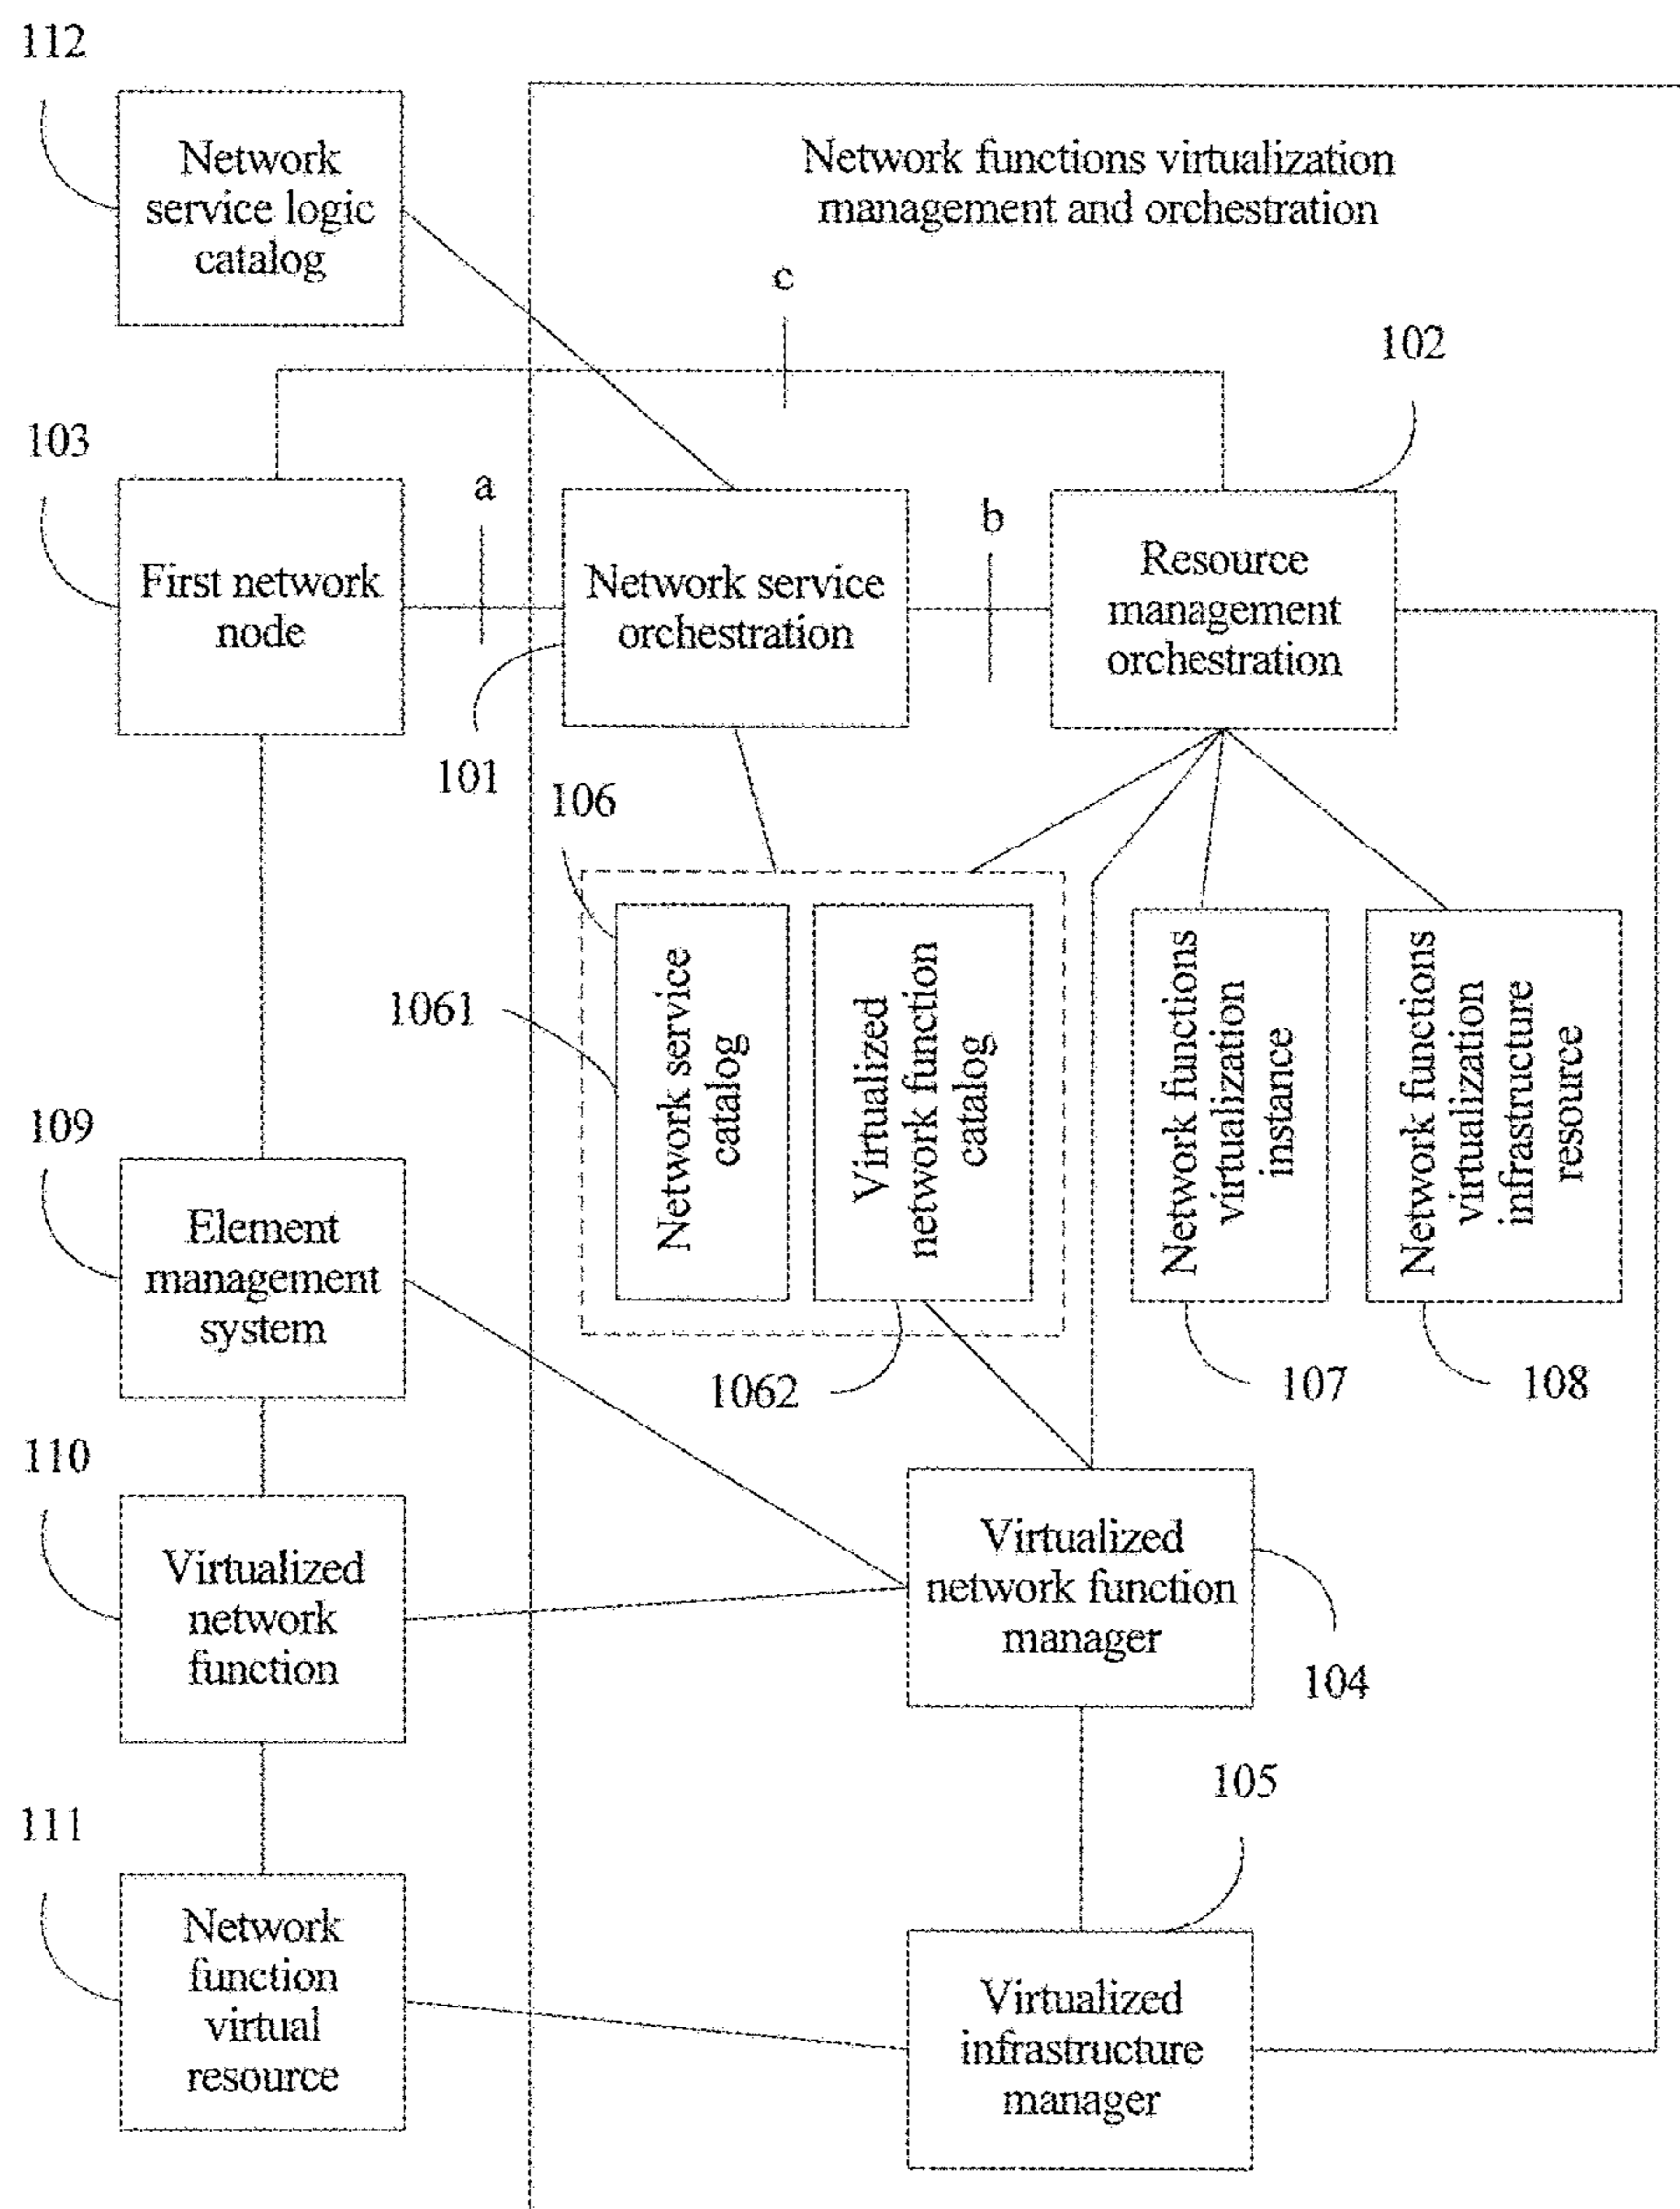 112
Network
service logic
catalog
Network functions virtualization
management and orchestration
c
102
103
a
b
First network
node
Network service
orchestration
Resource
management
orchestration
101
106
1061
Network service
catalog
Virtualized
network function
catalog
Network functions
virtualization
instance
Network functions
virtualization
infrastructure
resource
109
Element
management
system
1062
107
108
110
Virtualized
network
function
Virtualized
network function
manager
104
105
111
Network
function
virtual
resource
Virtualized
infrastructure
manager